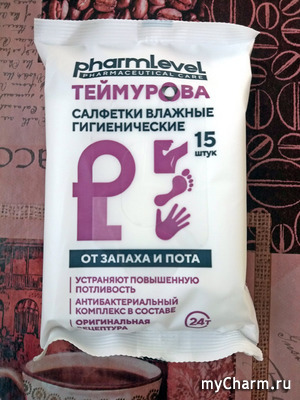 pharmLevel
PHARMACEUTICAL CARE
ТЕЙМУРОВА
САЛФЕТКИ ВЛАЖНЫЕ
ГИГИЕНИЧЕСКИЕ
15
ШТУК
ОТ ЗАПАХА И ПОТА
УСТРАНЯЮТ ПОВЫШЕННУЮ
ПОТЛИВОСТЬ
АНТИБАКТЕРИАЛЬНЫЙ
КОМПЛЕКС В СОСТАВЕ
ОРИГИНАЛЬНАЯ
РЕЦЕПТУРА
24
myCharm.ru